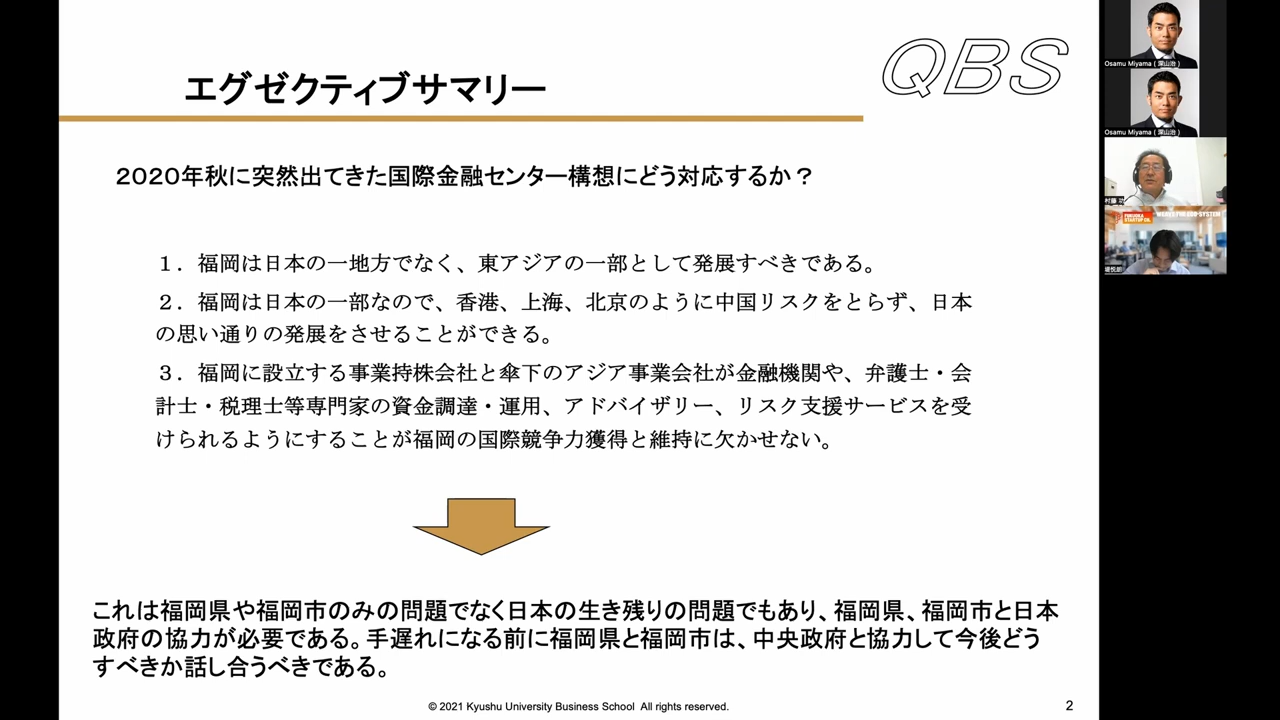 エグゼクティブサマリー
QBS
2020年秋に突然出てきた国際金融センター構想にどう対応するか？
１．福岡は日本の一地方でなく、東アジアの一部として発展すべきである。
２．福岡は日本の一部なので、香港、上海、北京のように中国リスクをとらず、日本
の思い通りの発展をさせることができる。
３．福岡に設立する事業持株会社と傘下のアジア事業会社が金融機関や、弁護士・会
計士・税理士等専門家の資金調達・運用、アドバイザリー、リスク支援サービスを受
けられるようにすることが福岡の国際競争力獲得と維持に欠かせない。
これは福岡県や福岡市のみの問題でなく日本の生き残りの問題でもあり、福岡県、福岡市と日本
政府の協力が必要である。手遅れになる前に福岡県と福岡市は、中央政府と協力して今後どう
すべきか話し合うべきである。
© 2021 Kyushu University Business School All rights reserved.
2
Osamu Miyama ( 深山治 )
Osamu Miyama ( 深山治 )
村藤 功
FUKUOKA
STARTUP